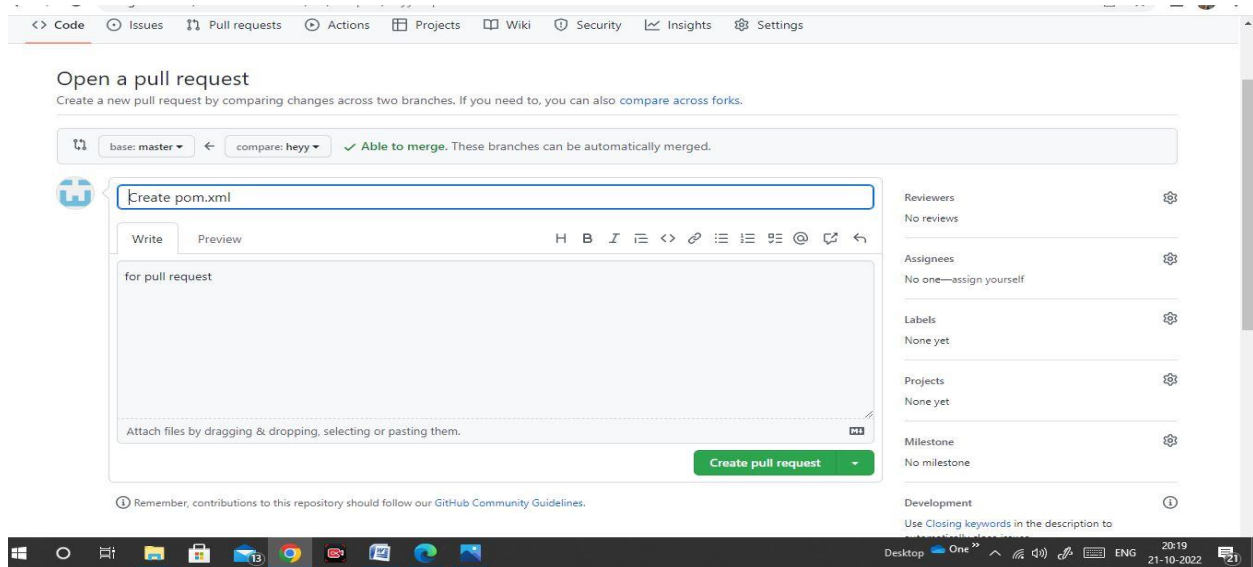 <> Code Issues Pull requests Actions Projects Wiki Security Insights Settings
Open a pull request
Create a new pull request by comparing changes across two branches. If you need to, you can also compare across forks.
base: master ← compare: heyy ✓ Able to merge. These branches can be automatically merged.
Create pom.xml
Write Preview H B I <> @
for pull request
Attach files by dragging & dropping, selecting or pasting them.
Create pull request
Remember, contributions to this repository should follow our GitHub Community Guidelines.
Reviewers
No reviews
Assignees
No one—assign yourself
Labels
None yet
Projects
None yet
Milestone
No milestone
Development
Use Closing keywords in the description to
automatically close issues
13
Desktop One ENG 20:19
21-10-2022
21